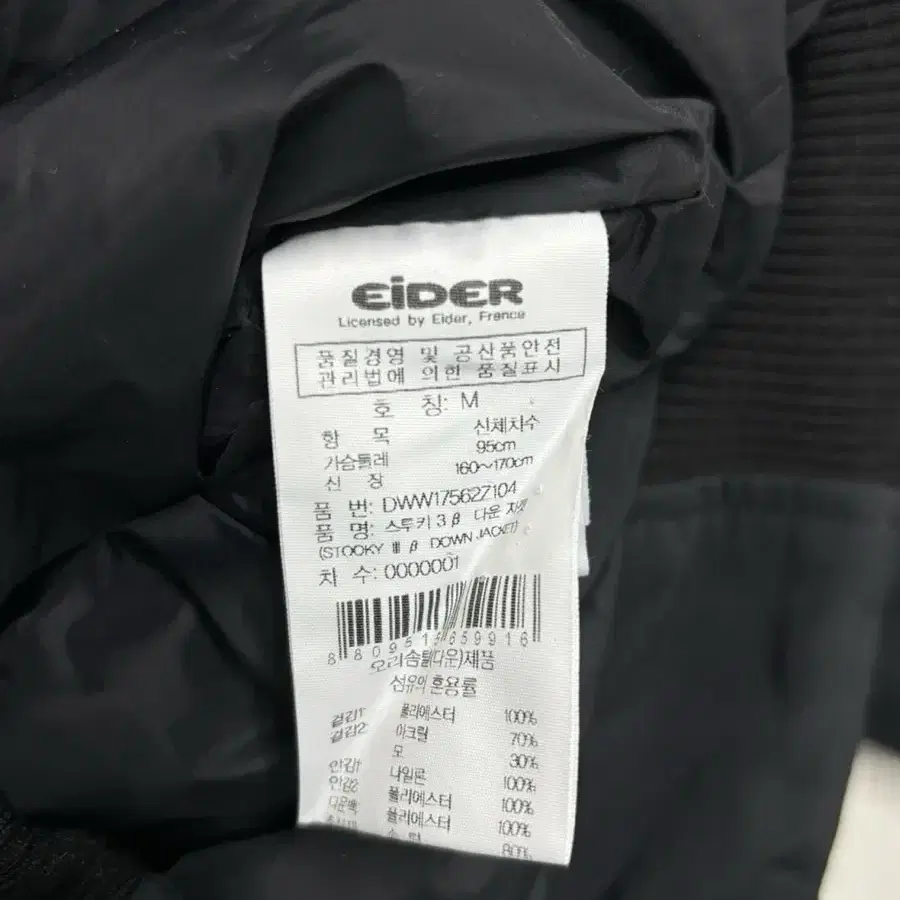 EiDER
Licensed by Eider, France
품질경영 및 공산품안전
관리법에 의한 품질표시
호 칭: M
항 목 신체치수
가슴둘레 95cm
신 장 160~170cm
품 번: DWW17562Z104
품 명: 스투키 3 β 다운 자켓
(STOOKY Ⅲ β DOWN JACKET)
차 수: 0000001
오리솜털(다운)제품
섬유의 혼용률
겉감1: 폴리에스터 100%
겉감2: 아크릴 70%
모 30%
안감1: 나일론 100%
안감2: 폴리에스터 100%
다운백: 폴리에스터 100%
솜 털 80%